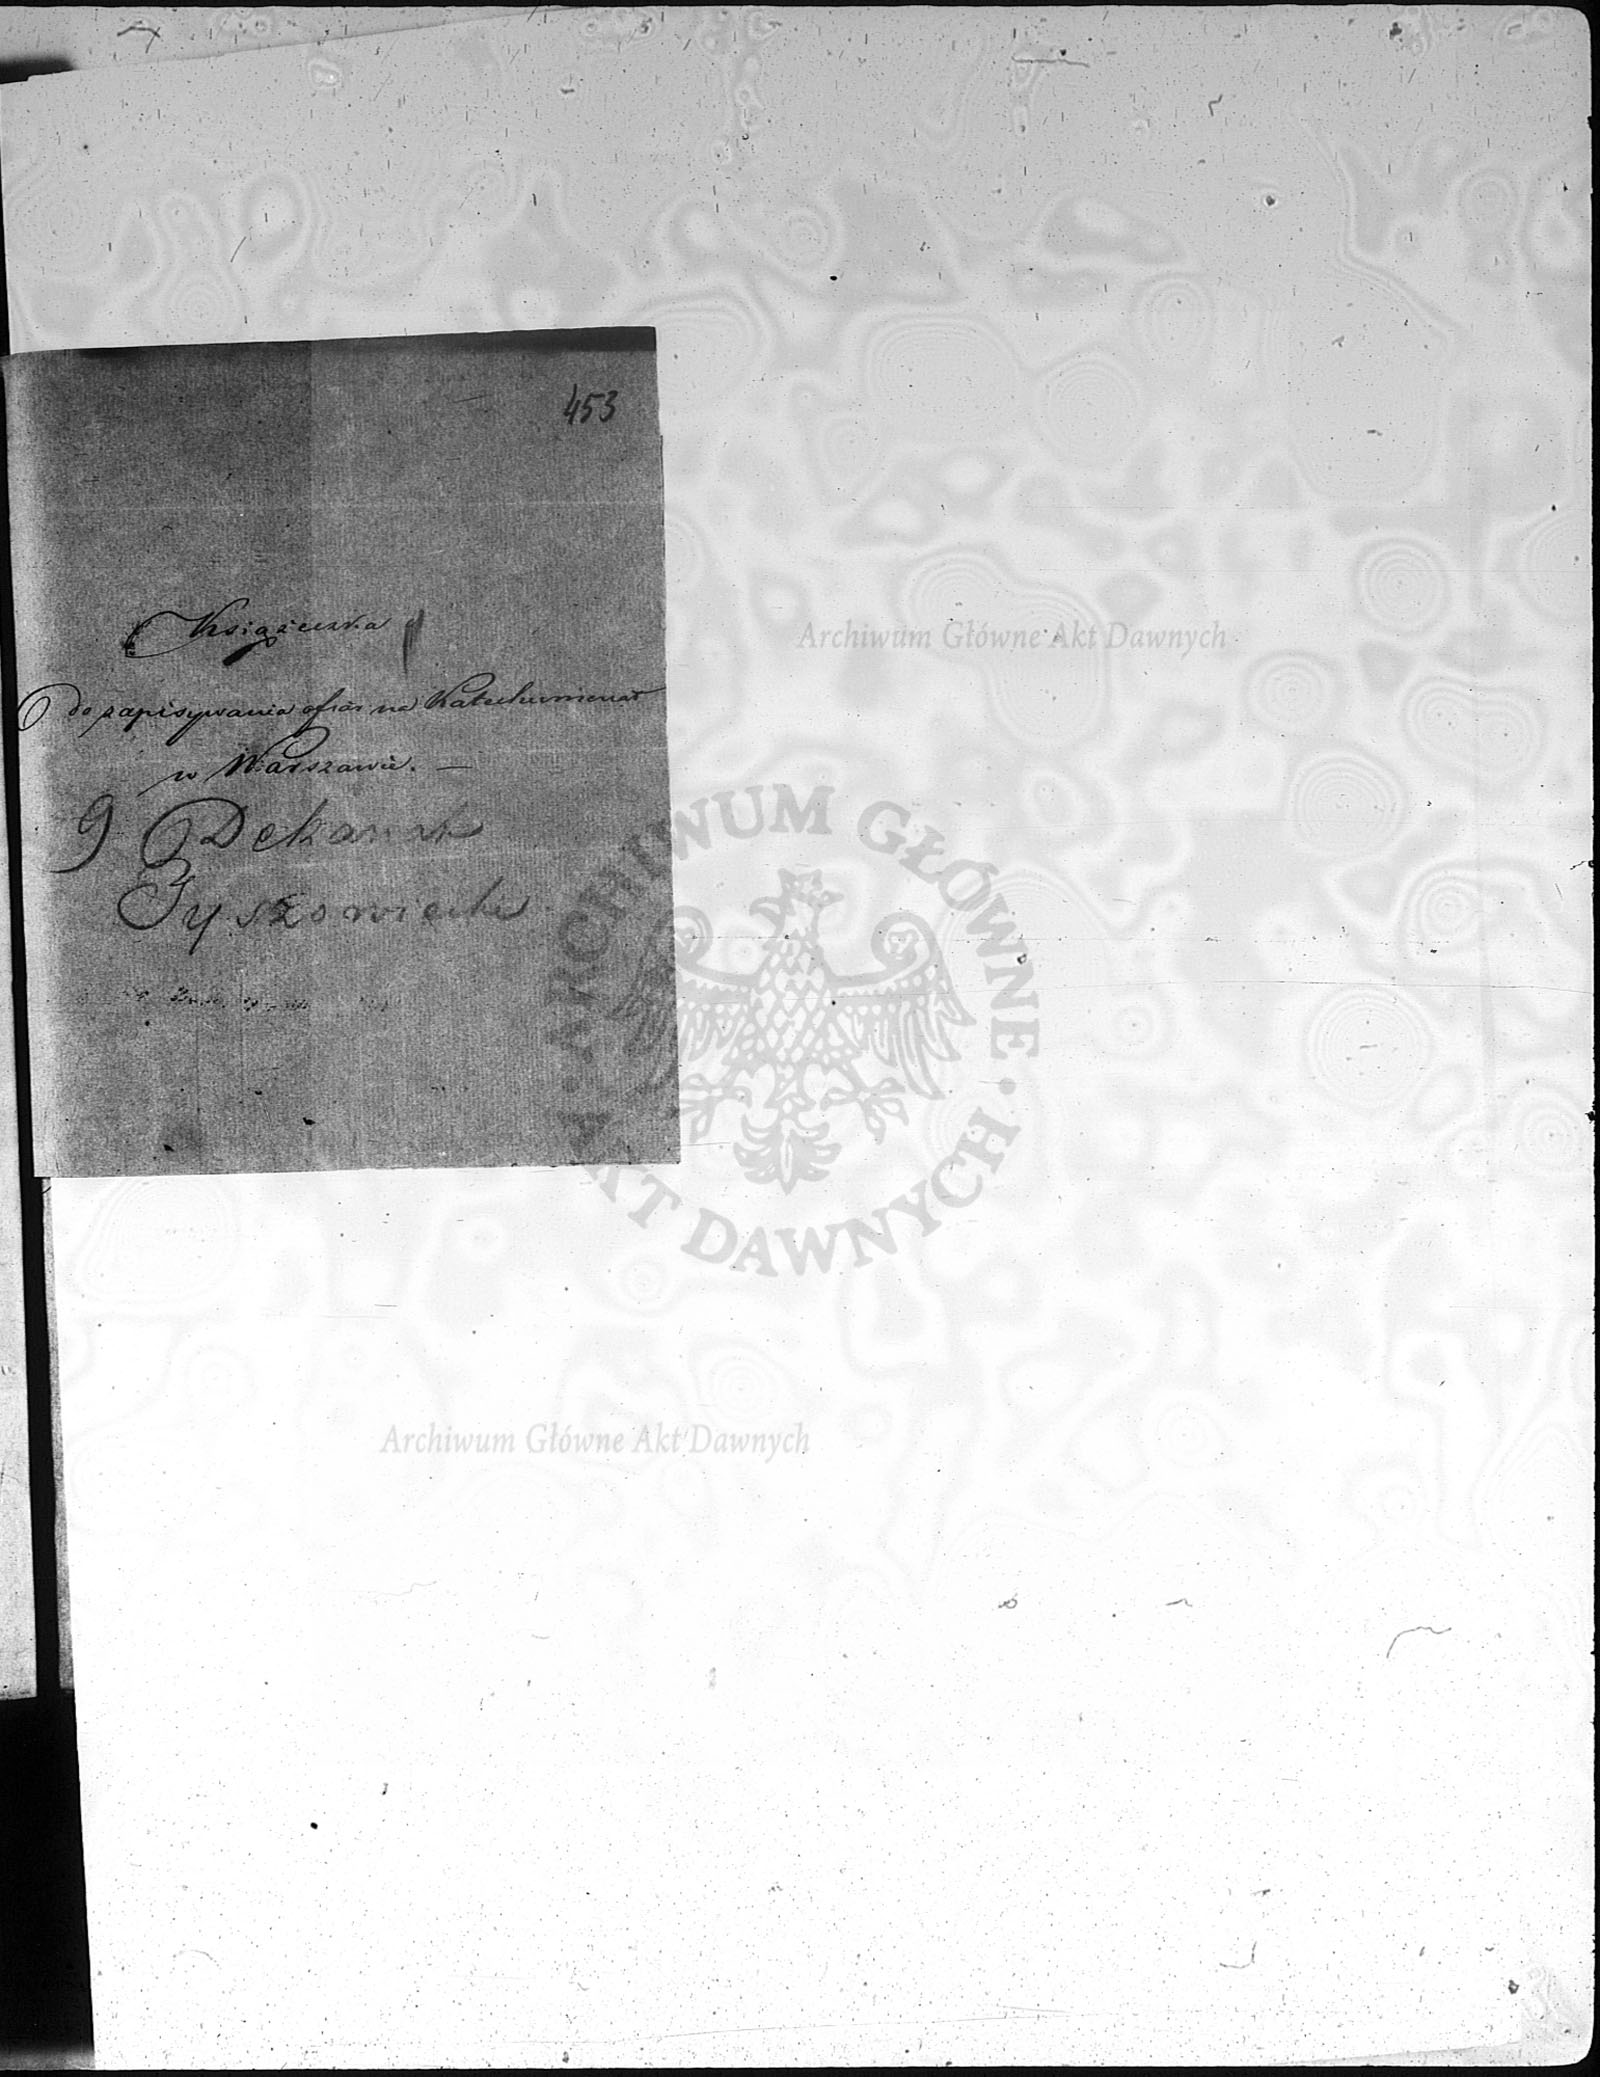 453
Książeczka
do zapisywania ofiar na Katechumenat
w Warszawie. —
9 Dekanat
Tyszowiecki
Archiwum Główne Akt Dawnych
ARCHIWUM GŁÓWNE AKT DAWNYCH
Archiwum Główne Akt Dawnych